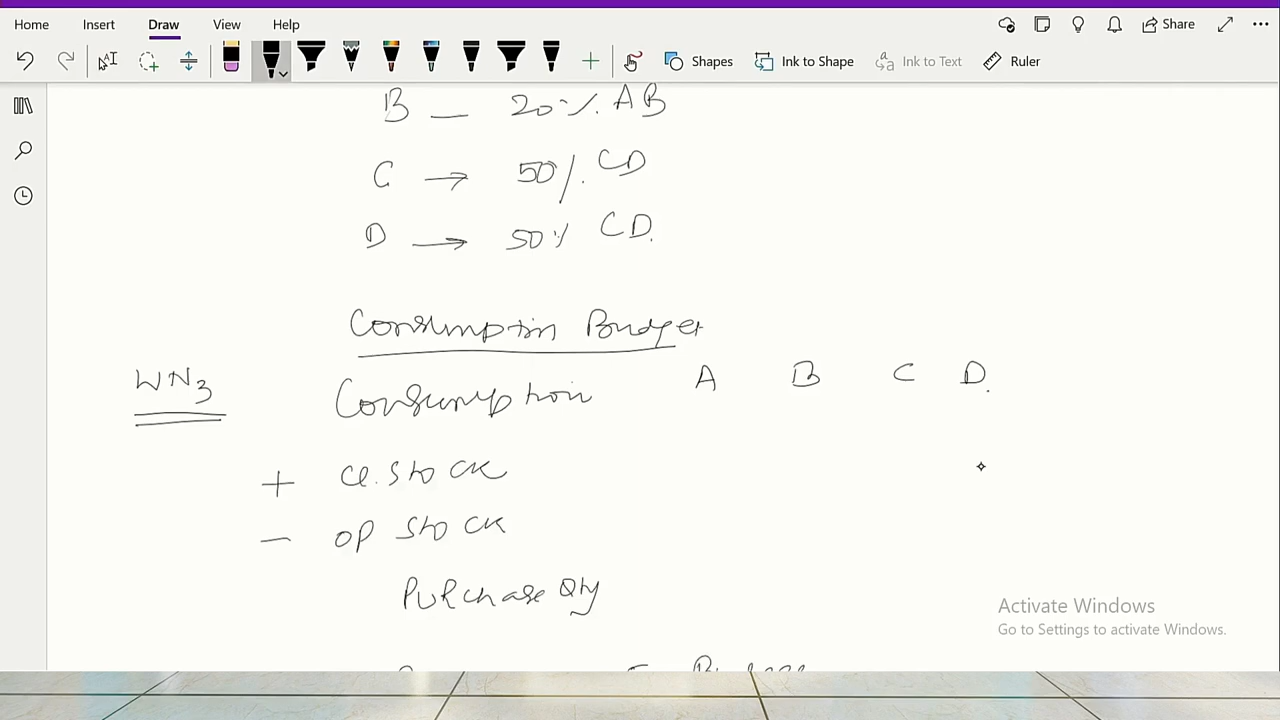 Home Insert Draw View Help Share
Shapes Ink to Shape Ink to Text Ruler
B — 20%. AB
C → 50%. CD
D → 50% CD.
Consumption Budget
WN3 Consumption A B C D.
+ Cl. Stock
— OP Stock
Purchase Qty
Activate Windows
Go to Settings to activate Windows.